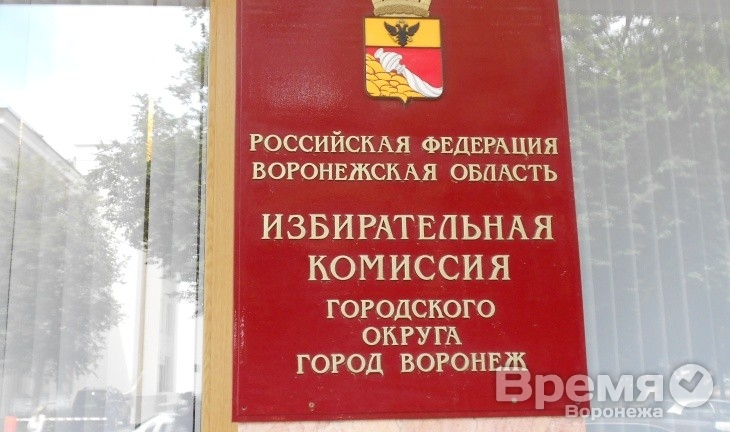 РОССИЙСКАЯ ФЕДЕРАЦИЯ
ВОРОНЕЖСКАЯ ОБЛАСТЬ
ИЗБИРАТЕЛЬНАЯ
КОМИССИЯ
ГОРОДСКОГО
ОКРУГА
ГОРОД ВОРОНЕЖ
Время
Воронежа